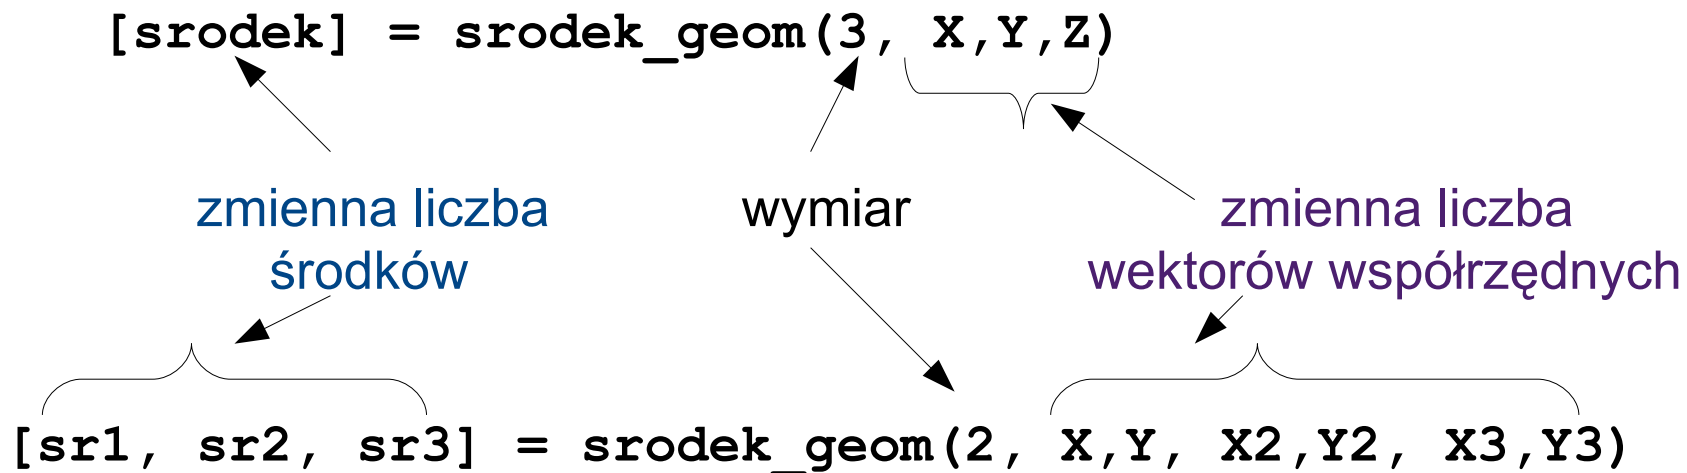 [srodek] = srodek_geom(3, X,Y,Z)
zmienna liczba
środków
wymiar
zmienna liczba
wektorów współrzędnych
[sr1, sr2, sr3] = srodek_geom(2, X,Y, X2,Y2, X3,Y3)